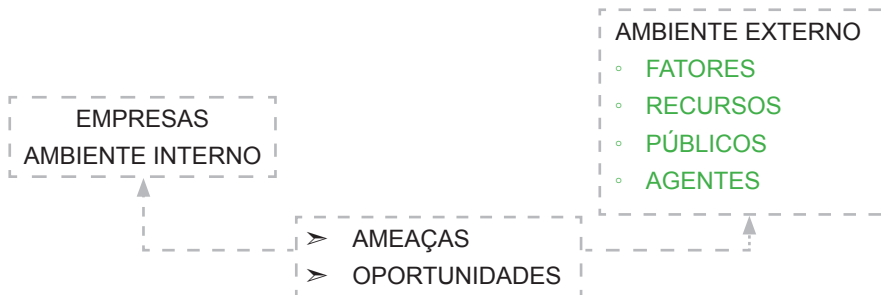 EMPRESAS
AMBIENTE INTERNO
AMBIENTE EXTERNO
◦ FATORES
◦ RECURSOS
◦ PÚBLICOS
◦ AGENTES
➢ AMEAÇAS
➢ OPORTUNIDADES